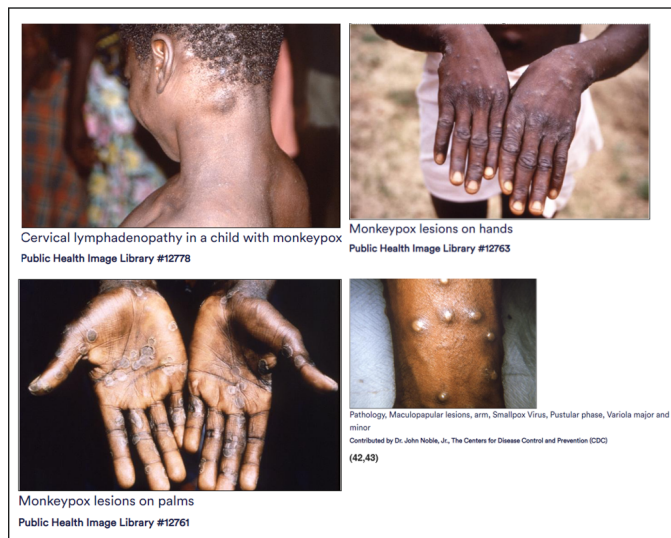 Cervical lymphadenopathy in a child with monkeypox
Public Health Image Library #12778
Monkeypox lesions on hands
Public Health Image Library #12763
Monkeypox lesions on palms
Public Health Image Library #12761
Pathology, Maculopapular lesions, arm, Smallpox Virus, Pustular phase, Variola major and
minor
Contributed by Dr. John Noble, Jr., The Centers for Disease Control and Prevention (CDC)
(42,43)